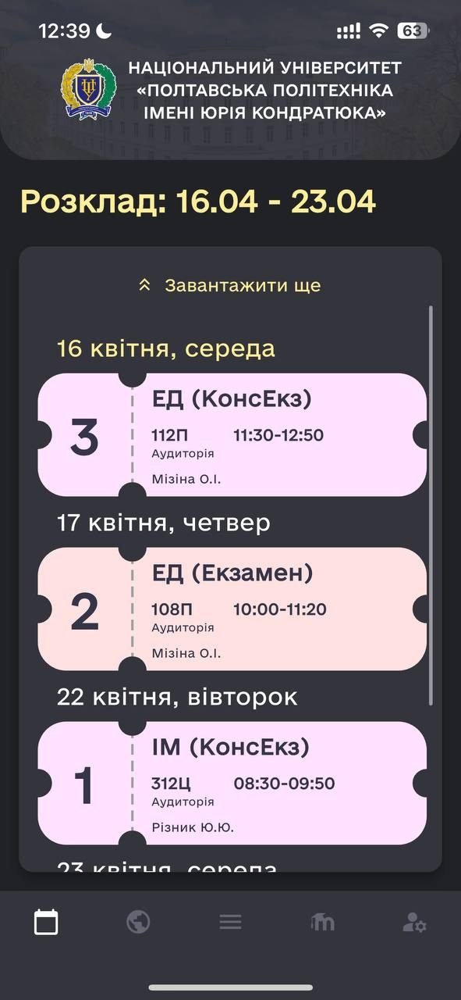 12:39
63
НАЦІОНАЛЬНИЙ УНІВЕРСИТЕТ
«ПОЛТАВСЬКА ПОЛІТЕХНІКА
ІМЕНІ ЮРІЯ КОНДРАТЮКА»
Розклад: 16.04 - 23.04
Завантажити ще
16 квітня, середа
3
ЕД (КонсЕкз)
112П 11:30-12:50
Аудиторія
Мізіна О.І.
17 квітня, четвер
2
ЕД (Екзамен)
108П 10:00-11:20
Аудиторія
Мізіна О.І.
22 квітня, вівторок
1
ІМ (КонсЕкз)
312Ц 08:30-09:50
Аудиторія
Різник Ю.Ю.
23 квітня, середа